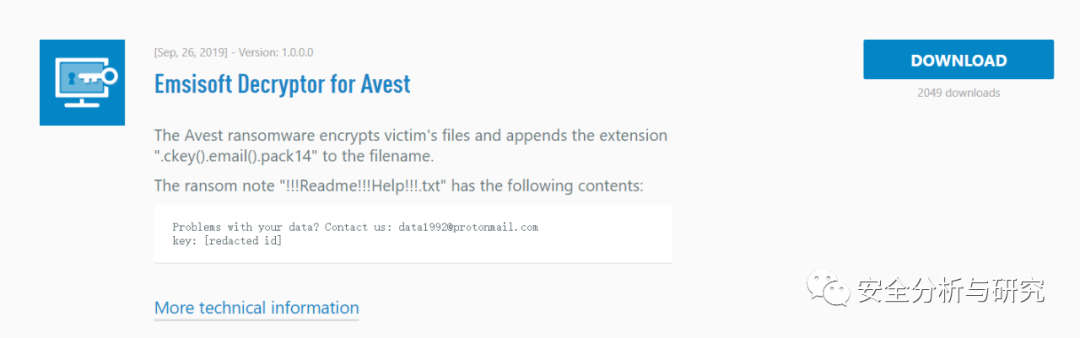 [Sep, 26, 2019] - Version: 1.0.0.0
Emsisoft Decryptor for Avest
DOWNLOAD
2049 downloads
The Avest ransomware encrypts victim's files and appends the extension
".ckey().email().pack14" to the filename.
The ransom note "!!!Readme!!!Help!!!.txt" has the following contents:
Problems with your data? Contact us: data1992@protonmail.com
key: [redacted id]
More technical information
安全分析与研究